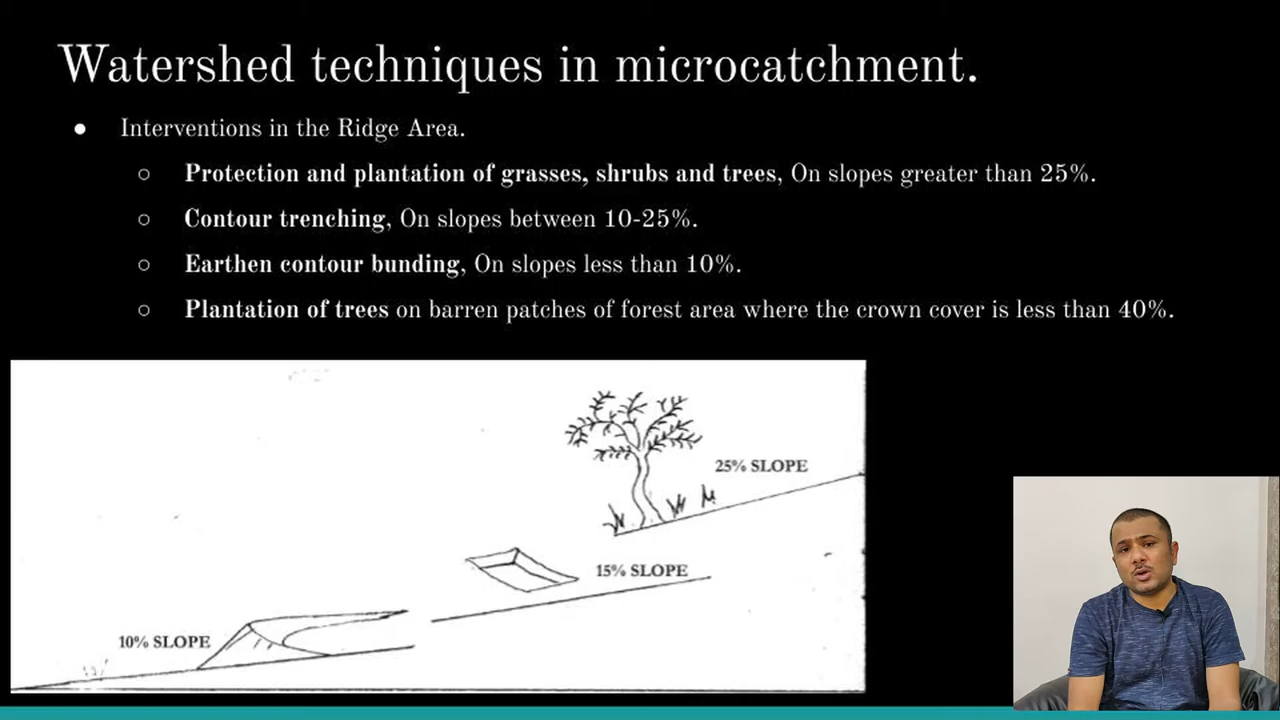 Watershed techniques in microcatchment.
● Interventions in the Ridge Area.
○ Protection and plantation of grasses, shrubs and trees, On slopes greater than 25%.
○ Contour trenching, On slopes between 10-25%.
○ Earthen contour bunding, On slopes less than 10%.
○ Plantation of trees on barren patches of forest area where the crown cover is less than 40%.
25% SLOPE
15% SLOPE
10% SLOPE